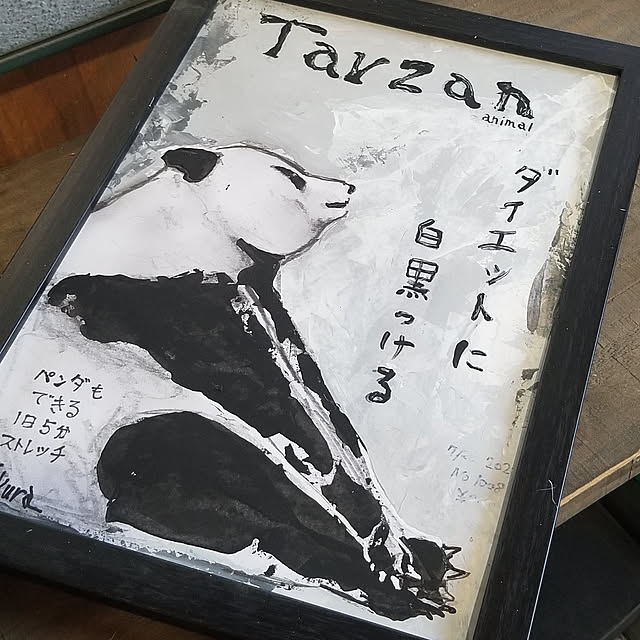 Tarzan
animal
ダイエットに
白黒つける
ペンダも
できる
1日5分
ストレッチ